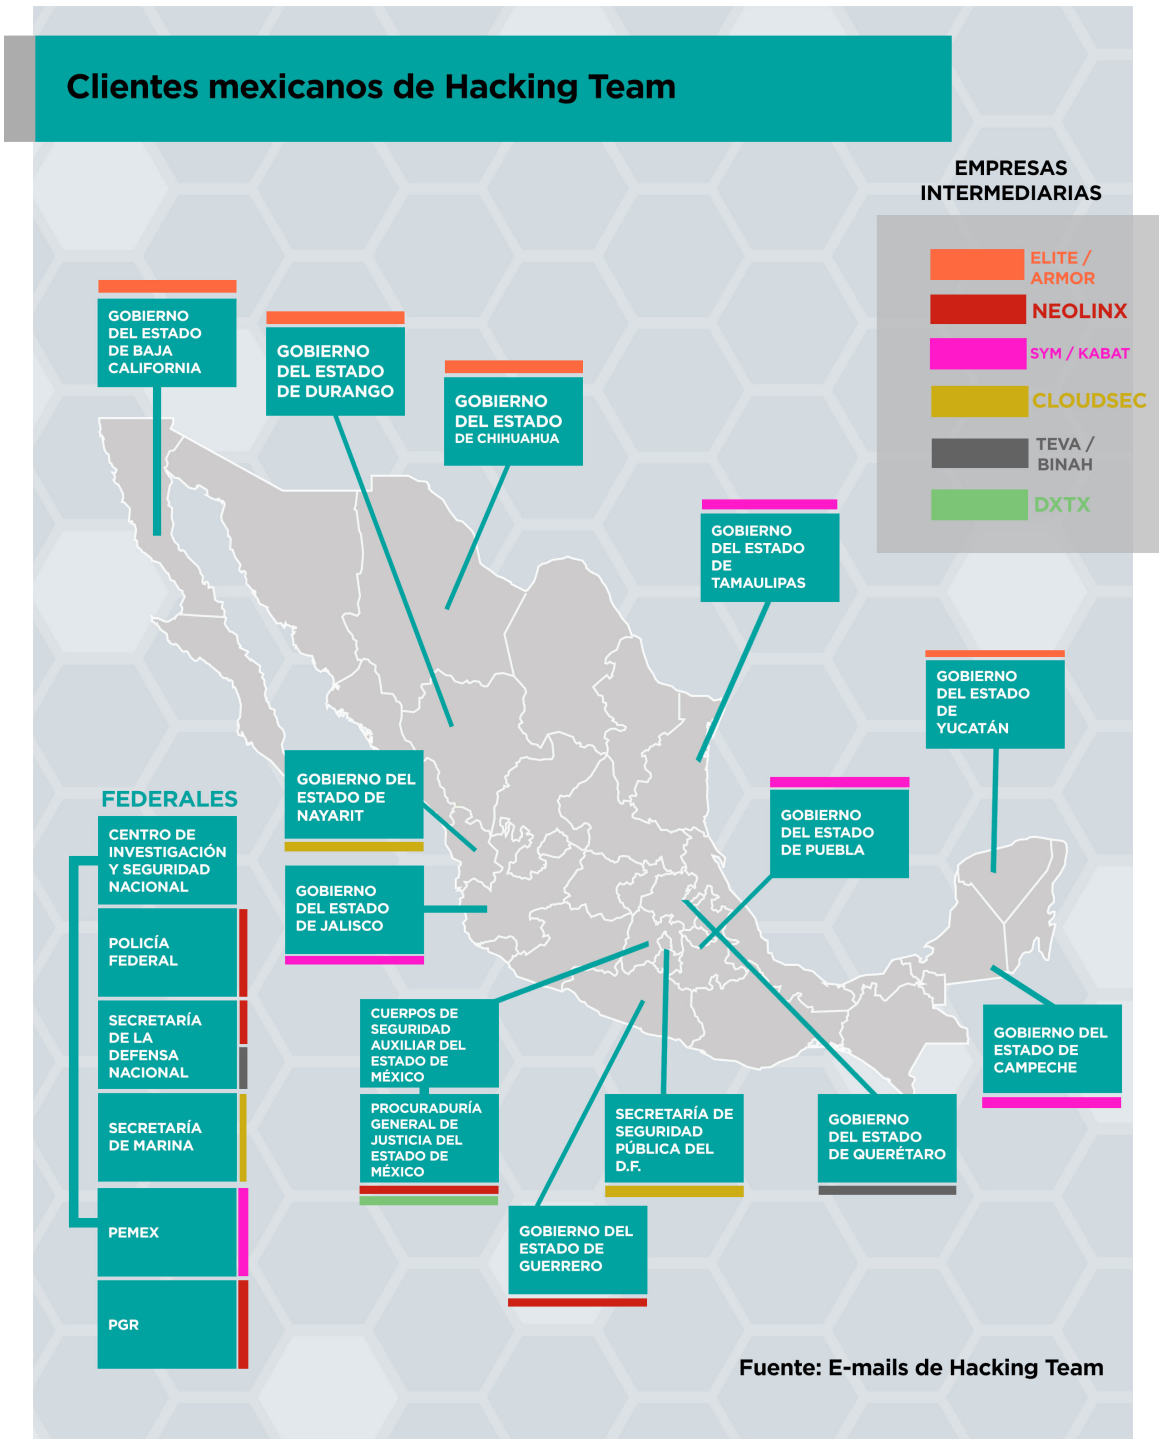 Clientes mexicanos de Hacking Team
EMPRESAS
INTERMEDIARIAS
ELITE /
ARMOR
NEOLINX
SYM / KABAT
CLOUDSEC
TEVA /
BINAH
DXTX
GOBIERNO
DEL ESTADO
DE BAJA
CALIFORNIA
GOBIERNO
DEL ESTADO
DE DURANGO
GOBIERNO
DEL ESTADO
DE CHIHUAHUA
GOBIERNO
DEL ESTADO
DE
TAMAULIPAS
GOBIERNO
DEL ESTADO
DE
YUCATÁN
GOBIERNO DEL
ESTADO DE
NAYARIT
GOBIERNO
DEL ESTADO
DE PUEBLA
GOBIERNO
DEL ESTADO
DE JALISCO
FEDERALES
CENTRO DE
INVESTIGACIÓN
Y SEGURIDAD
NACIONAL
POLICÍA
FEDERAL
SECRETARÍA
DE LA
DEFENSA
NACIONAL
SECRETARÍA
DE MARINA
PEMEX
PGR
CUERPOS DE
SEGURIDAD
AUXILIAR DEL
ESTADO DE
MÉXICO
PROCURADURÍA
GENERAL DE
JUSTICIA DEL
ESTADO DE
MÉXICO
SECRETARÍA DE
SEGURIDAD
PÚBLICA DEL
D.F.
GOBIERNO
DEL ESTADO
DE QUERÉTARO
GOBIERNO DEL
ESTADO DE
CAMPECHE
GOBIERNO DEL
ESTADO DE
GUERRERO
Fuente: E-mails de Hacking Team